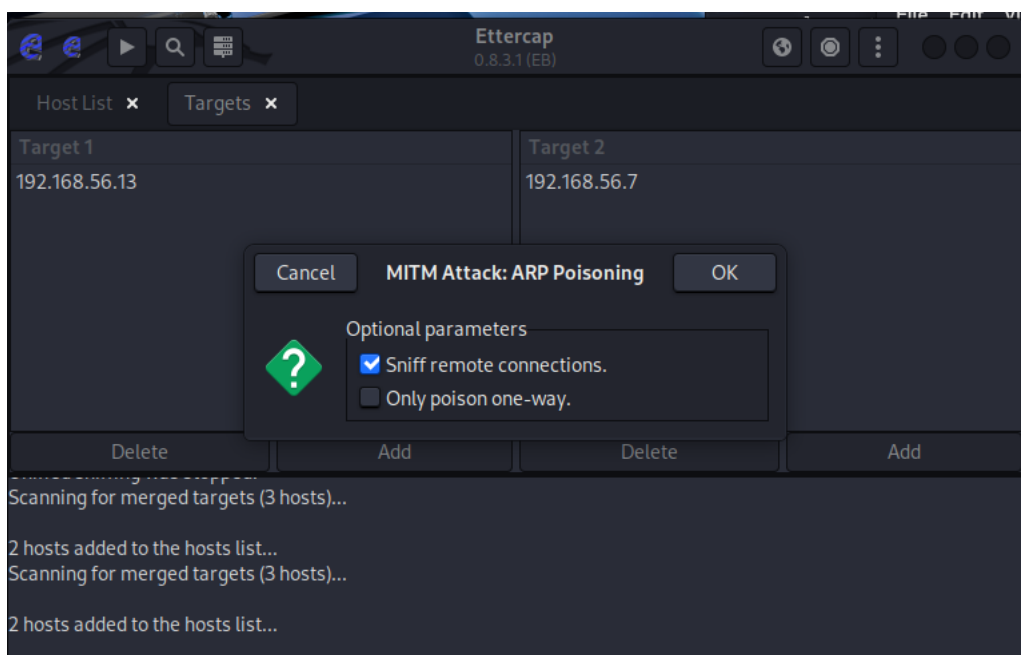 File Edit Vi
Ettercap
0.8.3.1 (EB)
Host List × Targets ×
Target 1 Target 2
192.168.56.13 192.168.56.7
Cancel MITM Attack: ARP Poisoning OK
Optional parameters
Sniff remote connections.
Only poison one-way.
Delete Add Delete Add
Scanning for merged targets (3 hosts)...
2 hosts added to the hosts list...
Scanning for merged targets (3 hosts)...
2 hosts added to the hosts list...